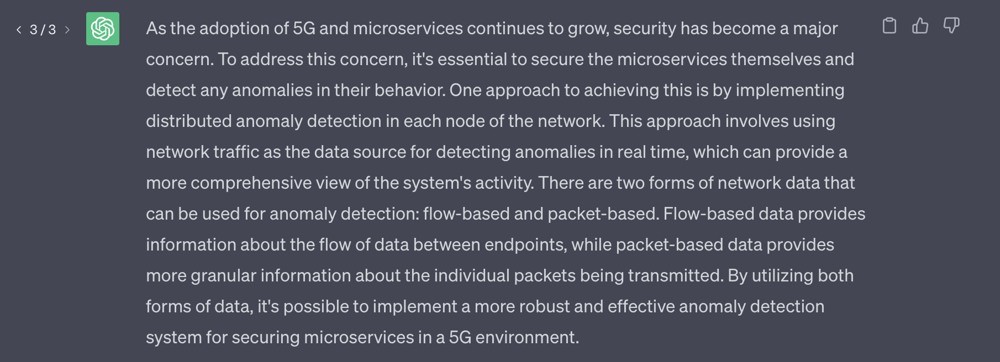 < 3 / 3 >
As the adoption of 5G and microservices continues to grow, security has become a major
concern. To address this concern, it's essential to secure the microservices themselves and
detect any anomalies in their behavior. One approach to achieving this is by implementing
distributed anomaly detection in each node of the network. This approach involves using
network traffic as the data source for detecting anomalies in real time, which can provide a
more comprehensive view of the system's activity. There are two forms of network data that
can be used for anomaly detection: flow-based and packet-based. Flow-based data provides
information about the flow of data between endpoints, while packet-based data provides
more granular information about the individual packets being transmitted. By utilizing both
forms of data, it's possible to implement a more robust and effective anomaly detection
system for securing microservices in a 5G environment.